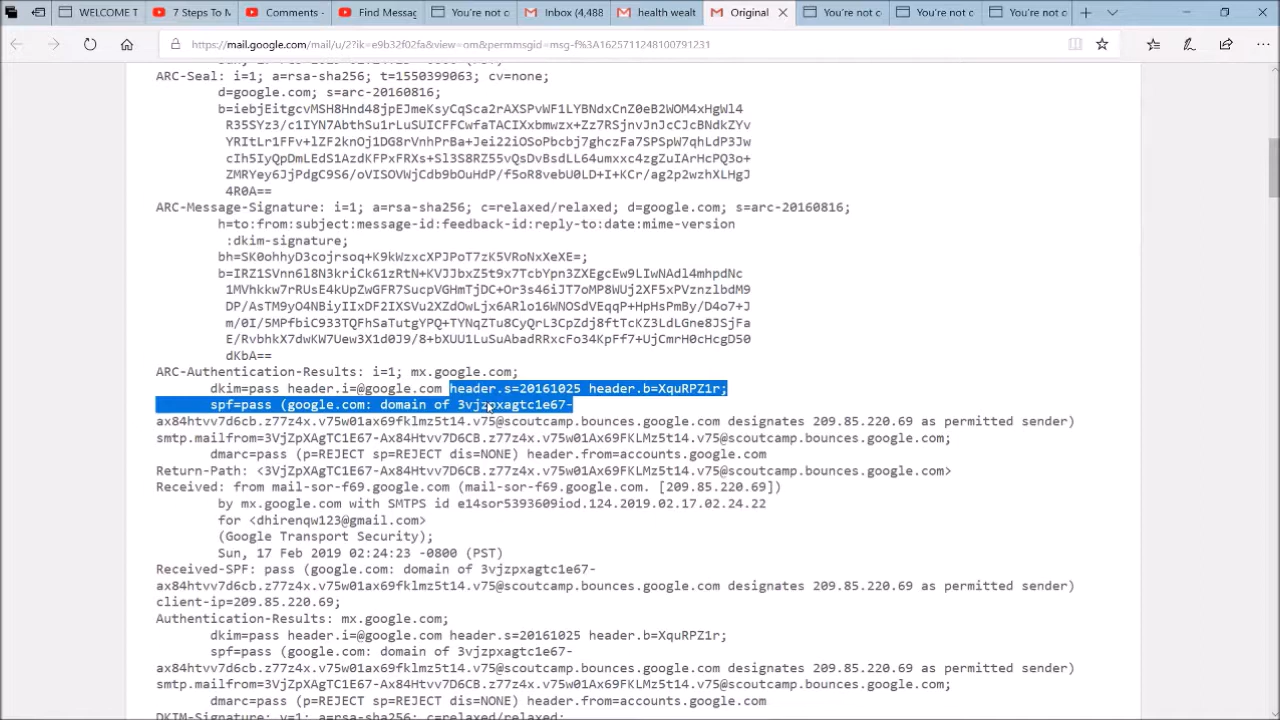 WELCOME T
7 Steps To M
Comments -
Find Messag
You're not c
Inbox (4,488
health wealt
Original
You're not c
You're not c
You're not c
https://mail.google.com/mail/u/2?ik=e9b32f02fa&view=om&permmsgid=msg-f%3A1625711248100791231
ARC-Seal: i=1; a=rsa-sha256; t=1550399063; cv=none;
d=google.com; s=arc-20160816;
b=iebjEitgcvMSH8Hnd48jpEJmeKsyCqSca2rAXSPvWF1LYBNdxCnZ0eB2WOM4xHgWl4
R35SYz3/c1IYN7AbthSu1rLuSUICFFCwfaTACIXxbmwzx+Zz7RSjnvJnJcCJcBNdkZYv
YRItLr1FFv+lZF2knOj1DG8rVnhPrBa+Jei22iOSoPbcbj7ghczFa7SPSpW7qhLdP3Jw
cIh5IyQpDmLEdS1AzdKFPxFRXs+Sl3S8RZ55vQsDvBsdLL64umxxc4zgZuIArHcPQ3o+
ZMRYey6JjPdgC9S6/oVISOVWjCdb9bOuHdP/f5oR8vebU0LD+I+KCr/ag2p2wzhXLHgJ
4R0A==
ARC-Message-Signature: i=1; a=rsa-sha256; c=relaxed/relaxed; d=google.com; s=arc-20160816;
h=to:from:subject:message-id:feedback-id:reply-to:date:mime-version
:dkim-signature;
bh=SK0ohhyD3cojrsoq+K9kWzxcXPJPoT7zK5VRoNxXeXE=;
b=IRZ1SVnn6l8N3kriCk61zRtN+KVJJbxZ5t9x7TcbYpn3ZXEgcEw9LIwNAdl4mhpdNc
1MVhkkw7rRUsE4kUpZwGFR7SucpVGHmTjDC+Or3s46iJT7oMP8WUj2XF5xPVznzlbdM9
DP/AsTM9yO4NBiyIIxDF2IXSVu2XZdOwLjx6ARlo16WNOSdVEqqP+HpHsPmBy/D4o7+J
m/0I/5MPfbiC933TQFhSaTutgYPQ+TYNqZTu8CyQrL3CpZdj8ftTcKZ3LdLGne8JSjFa
E/RvbhkX7dwKW7Uew3X1d0J9/8+bXUU1LuSuAbadRRxcFo34KpFf7+UjCmrH0cHcgD50
dKbA==
ARC-Authentication-Results: i=1; mx.google.com;
dkim=pass header.i=@google.com header.s=20161025 header.b=XquRPZ1r;
spf=pass (google.com: domain of 3vjzpxagtc1e67-
ax84htvv7d6cb.z77z4x.v75w01ax69fklmz5t14.v75@scoutcamp.bounces.google.com designates 209.85.220.69 as permitted sender)
smtp.mailfrom=3VjZpXAgTC1E67-Ax84Htvv7D6CB.z77z4x.v75w01Ax69FKLMz5t14.v75@scoutcamp.bounces.google.com;
dmarc=pass (p=REJECT sp=REJECT dis=NONE) header.from=accounts.google.com
Return-Path: <3VjZpXAgTC1E67-Ax84Htvv7D6CB.z77z4x.v75w01Ax69FKLMz5t14.v75@scoutcamp.bounces.google.com>
Received: from mail-sor-f69.google.com (mail-sor-f69.google.com. [209.85.220.69])
by mx.google.com with SMTPS id e14sor5393609iod.124.2019.02.17.02.24.22
for <dhirenqw123@gmail.com>
(Google Transport Security);
Sun, 17 Feb 2019 02:24:23 -0800 (PST)
Received-SPF: pass (google.com: domain of 3vjzpxagtc1e67-
ax84htvv7d6cb.z77z4x.v75w01ax69fklmz5t14.v75@scoutcamp.bounces.google.com designates 209.85.220.69 as permitted sender)
client-ip=209.85.220.69;
Authentication-Results: mx.google.com;
dkim=pass header.i=@google.com header.s=20161025 header.b=XquRPZ1r;
spf=pass (google.com: domain of 3vjzpxagtc1e67-
ax84htvv7d6cb.z77z4x.v75w01ax69fklmz5t14.v75@scoutcamp.bounces.google.com designates 209.85.220.69 as permitted sender)
smtp.mailfrom=3VjZpXAgTC1E67-Ax84Htvv7D6CB.z77z4x.v75w01Ax69FKLMz5t14.v75@scoutcamp.bounces.google.com;
dmarc=pass (p=REJECT sp=REJECT dis=NONE) header.from=accounts.google.com
DKIM-Signature: v=1; a=rsa-sha256; c=relaxed/relaxed;